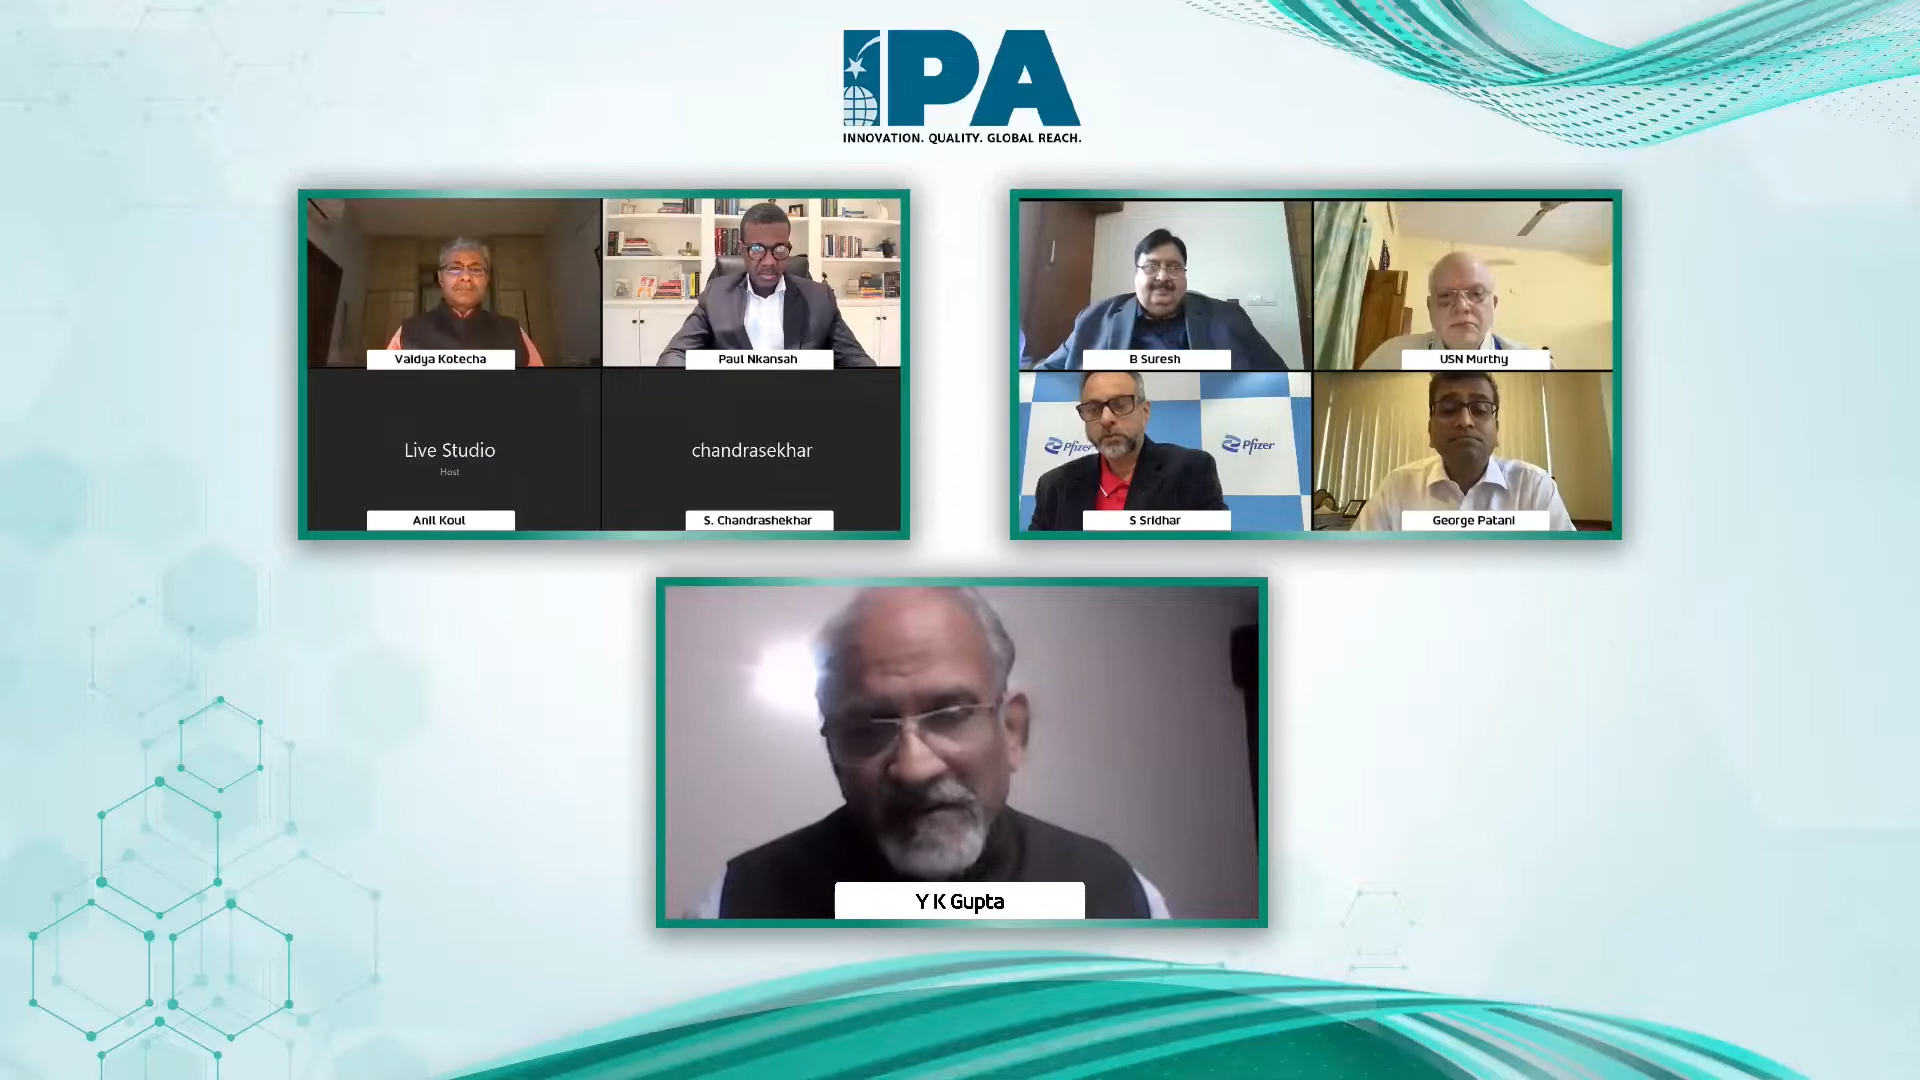 IPA
INNOVATION. QUALITY. GLOBAL REACH.
Vaidya Kotecha
Paul Nkansah
Live Studio
Host
chandrasekhar
Anil Koul
S. Chandrashekhar
B Suresh
USN Murthy
Pfizer
Pfizer
S Sridhar
George Patani
Y K Gupta